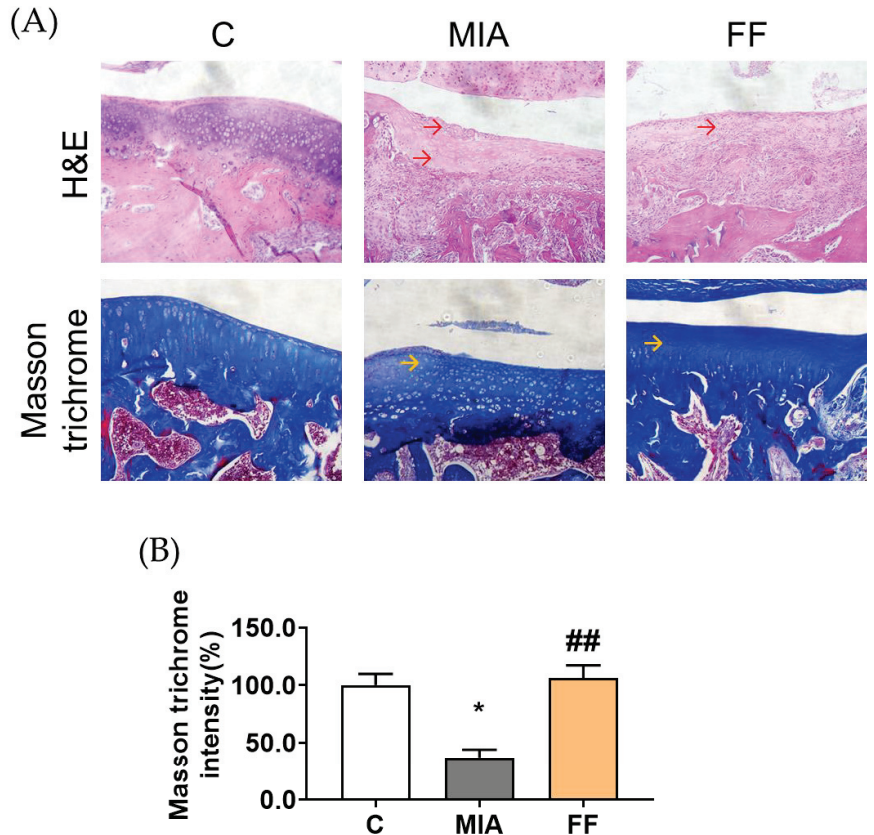 (A)
C MIA FF
H&E
Masson
trichrome
(B)
Masson trichrome
intensity(%)
150.0
100.0
50.0
0.0
*
##
C MIA FF